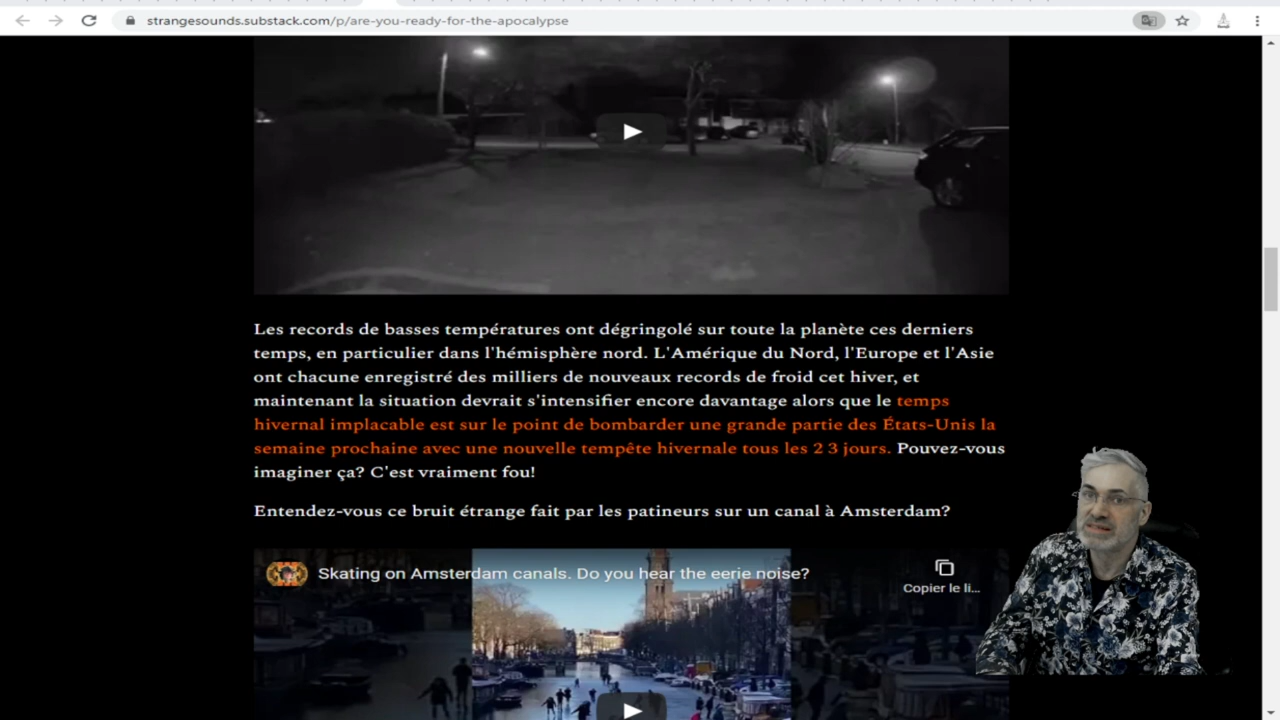 strangesounds.substack.com/p/are-you-ready-for-the-apocalypse
Les records de basses températures ont dégringolé sur toute la planète ces derniers
temps, en particulier dans l'hémisphère nord. L'Amérique du Nord, l'Europe et l'Asie
ont chacune enregistré des milliers de nouveaux records de froid cet hiver, et
maintenant la situation devrait s'intensifier encore davantage alors que le temps
hivernal implacable est sur le point de bombarder une grande partie des États-Unis la
semaine prochaine avec une nouvelle tempête hivernale tous les 2 3 jours. Pouvez-vous
imaginer ça? C'est vraiment fou!
Entendez-vous ce bruit étrange fait par les patineurs sur un canal à Amsterdam?
Skating on Amsterdam canals. Do you hear the eerie noise?
Copier le li...